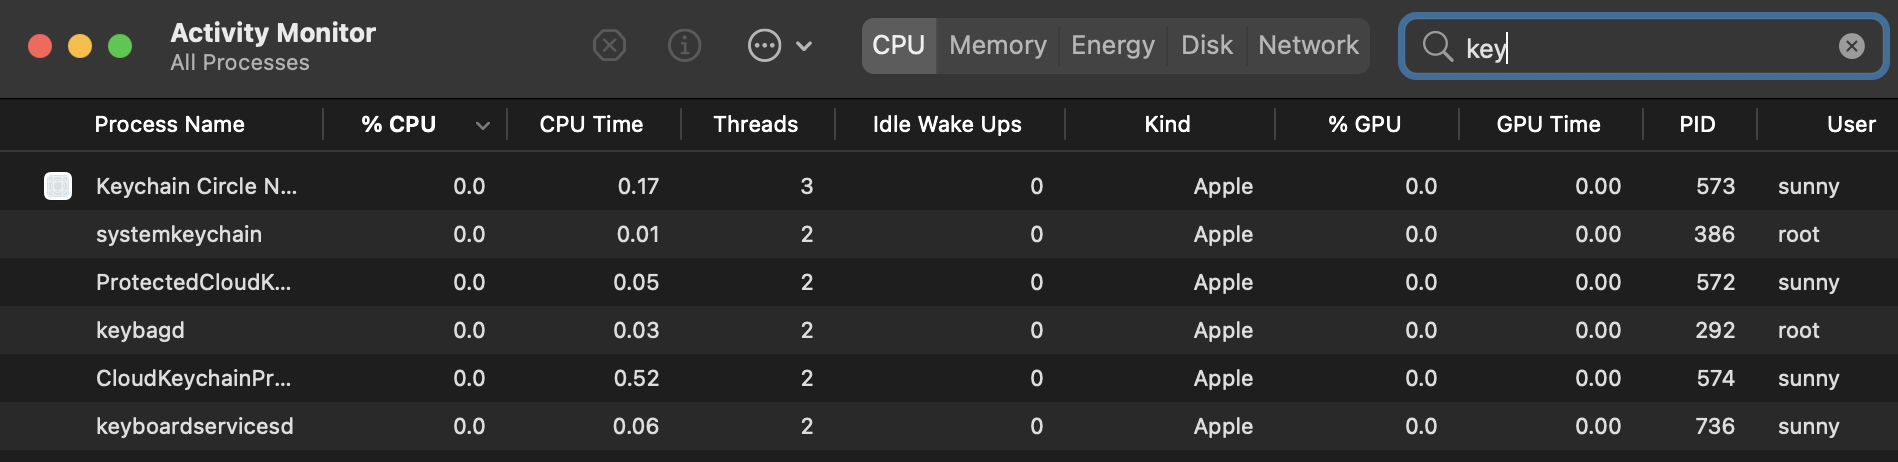 Activity Monitor
All Processes
CPU Memory Energy Disk Network
key
Process Name % CPU CPU Time Threads Idle Wake Ups Kind % GPU GPU Time PID User
Keychain Circle N... 0.0 0.17 3 0 Apple 0.0 0.00 573 sunny
systemkeychain 0.0 0.01 2 0 Apple 0.0 0.00 386 root
ProtectedCloudK... 0.0 0.05 2 0 Apple 0.0 0.00 572 sunny
keybagd 0.0 0.03 2 0 Apple 0.0 0.00 292 root
CloudKeychainPr... 0.0 0.52 2 0 Apple 0.0 0.00 574 sunny
keyboardservicesd 0.0 0.06 2 0 Apple 0.0 0.00 736 sunny